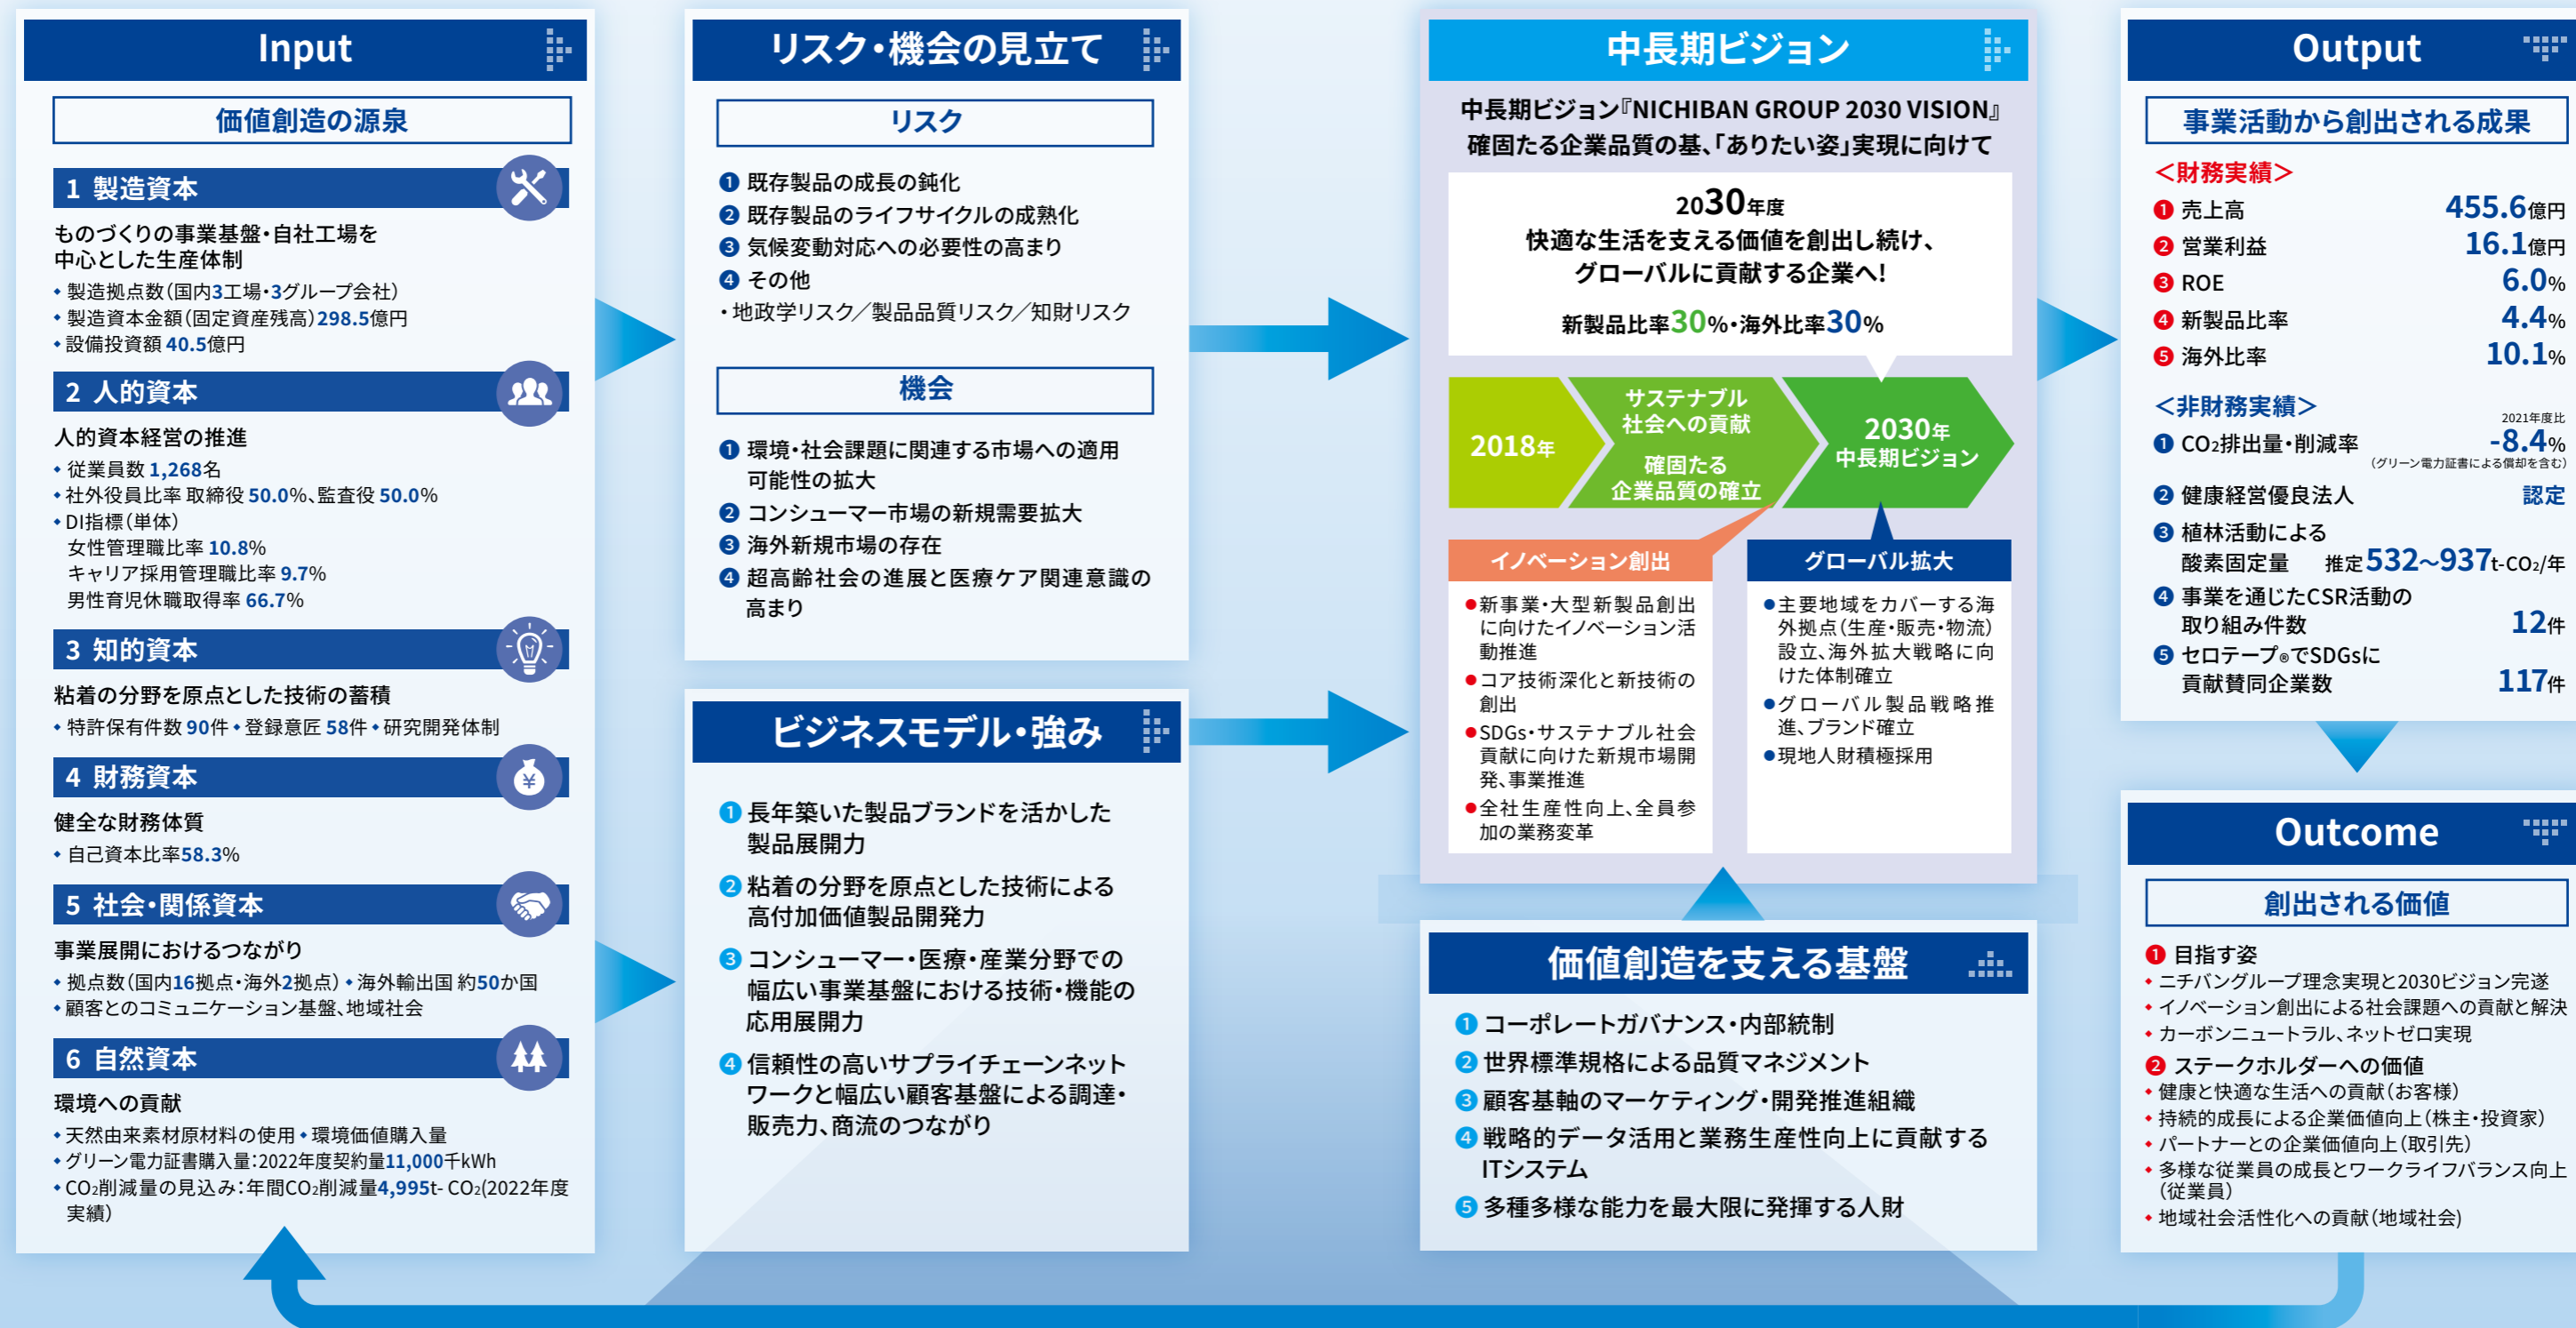 Input
価値創造の源泉
1 製造資本
ものづくりの事業基盤・自社工場を
中心とした生産体制
製造拠点数(国内3工場・3グループ会社)
製造資本金額(固定資産残高)298.5億円
設備投資額 40.5億円
2 人的資本
人的資本経営の推進
従業員数 1,268名
社外役員比率 取締役 50.0%、監査役 50.0%
DI指標(単体)
女性管理職比率 10.8%
キャリア採用管理職比率 9.7%
男性育児休職取得率 66.7%
3 知的資本
粘着の分野を原点とした技術の蓄積
特許保有件数 90件 ◆登録意匠 58件 ◆研究開発体制
4 財務資本
健全な財務体質
自己資本比率58.3%
5 社会・関係資本
事業展開におけるつながり
拠点数(国内16拠点・海外2拠点) ◆海外輸出国 約50か国
顧客とのコミュニケーション基盤、地域社会
6 自然資本
環境への貢献
天然由来素材原材料の使用 ◆環境価値購入量
グリーン電力証書購入量：2022年度契約量11,000千kWh
CO2削減量の見込み：年間CO2削減量4,995t- CO2(2022年度
実績)
リスク・機会の見立て
リスク
❶ 既存製品の成長の鈍化
❷ 既存製品のライフサイクルの成熟化
❸ 気候変動対応への必要性の高まり
❹ その他
・地政学リスク／製品品質リスク／知財リスク
機会
❶ 環境・社会課題に関連する市場への適用
可能性の拡大
❷ コンシューマー市場の新規需要拡大
❸ 海外新規市場の存在
❹ 超高齢社会の進展と医療ケア関連意識の
高まり
ビジネスモデル・強み
❶ 長年築いた製品ブランドを活かした
製品展開力
❷ 粘着の分野を原点とした技術による
高付加価値製品開発力
❸ コンシューマー・医療・産業分野での
幅広い事業基盤における技術・機能の
応用展開力
❹ 信頼性の高いサプライチェーンネット
ワークと幅広い顧客基盤による調達・
販売力、商流のつながり
中長期ビジョン
中長期ビジョン『NICHIBAN GROUP 2030 VISION』
確固たる企業品質の基、「ありたい姿」実現に向けて
2030年度
快適な生活を支える価値を創出し続け、
グローバルに貢献する企業へ!
新製品比率30%・海外比率30%
2018年
サステナブル
社会への貢献
確固たる
企業品質の確立
2030年
中長期ビジョン
イノベーション創出
●新事業・大型新製品創出
に向けたイノベーション活
動推進
●コア技術深化と新技術の
創出
●SDGs・サステナブル社会
貢献に向けた新規市場開
発、事業推進
●全社生産性向上、全員参
加の業務変革
グローバル拡大
●主要地域をカバーする海
外拠点(生産・販売・物流)
設立、海外拡大戦略に向
けた体制確立
●グローバル製品戦略推
進、ブランド確立
●現地人財積極採用
価値創造を支える基盤
❶ コーポレートガバナンス・内部統制
❷ 世界標準規格による品質マネジメント
❸ 顧客基軸のマーケティング・開発推進組織
❹ 戦略的データ活用と業務生産性向上に貢献する
ITシステム
❺ 多種多様な能力を最大限に発揮する人財
Output
事業活動から創出される成果
＜財務実績＞
❶ 売上高 455.6億円
❷ 営業利益 16.1億円
❸ ROE 6.0%
❹ 新製品比率 4.4%
❺ 海外比率 10.1%
＜非財務実績＞
2021年度比
❶ CO2排出量・削減率 -8.4%
(グリーン電力証書による償却を含む)
❷ 健康経営優良法人 認定
❸ 植林活動による
酸素固定量 推定532〜937t-CO2/年
❹ 事業を通じたCSR活動の
取り組み件数 12件
❺ セロテープ®でSDGsに
貢献賛同企業数 117件
Outcome
創出される価値
❶ 目指す姿
ニチバングループ理念実現と2030ビジョン完遂
イノベーション創出による社会課題への貢献と解決
カーボンニュートラル、ネットゼロ実現
❷ ステークホルダーへの価値
健康と快適な生活への貢献(お客様)
持続的成長による企業価値向上(株主・投資家)
パートナーとの企業価値向上(取引先)
多様な従業員の成長とワークライフバランス向上
(従業員)
地域社会活性化への貢献(地域社会)